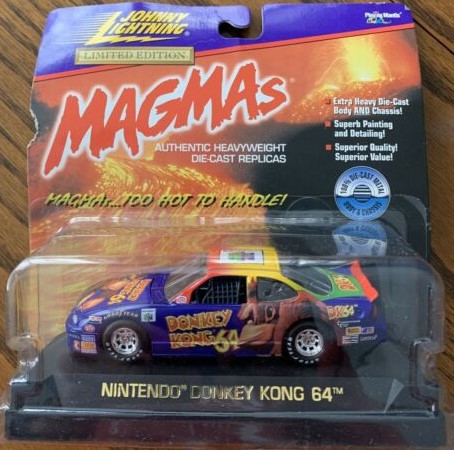 JOHNNY
LIGHTNING
LIMITED EDITION
MAGMAs
AUTHENTIC HEAVYWEIGHT
DIE-CAST REPLICAS
MAGMAs...TOO HOT TO HANDLE!
Playing Mantis
Extra Heavy Die-Cast
Body AND Chassis!
Superb Painting
and Detailing!
Superior Quality!
Superior Value!
100% DIE-CAST METAL
BODY & CHASSIS
GOODYEAR
DONKEY
KONG 64
DK64
NINTENDO® DONKEY KONG 64™